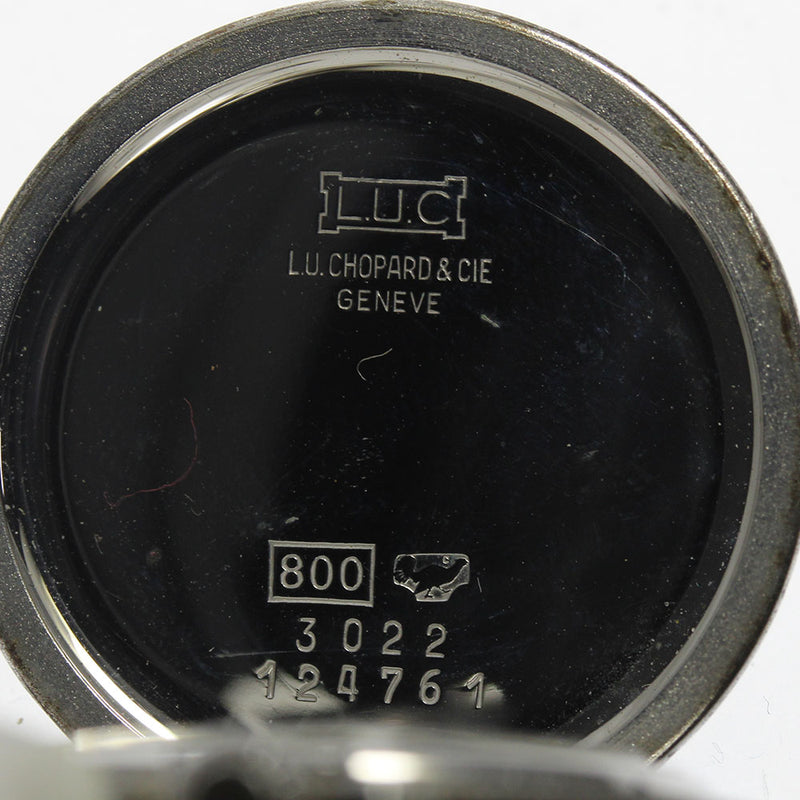 L.U.C
L.U. CHOPARD & CIE
GENEVE
800
3022
124761